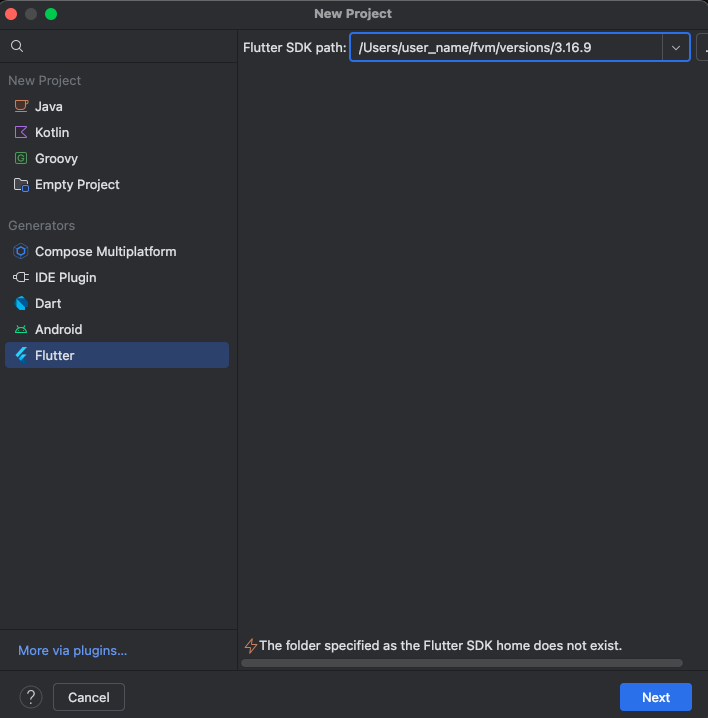 New Project
Flutter SDK path: /Users/user_name/fvm/versions/3.16.9
New Project
Java
Kotlin
Groovy
Empty Project
Generators
Compose Multiplatform
IDE Plugin
Dart
Android
Flutter
The folder specified as the Flutter SDK home does not exist.
More via plugins...
? Cancel Next